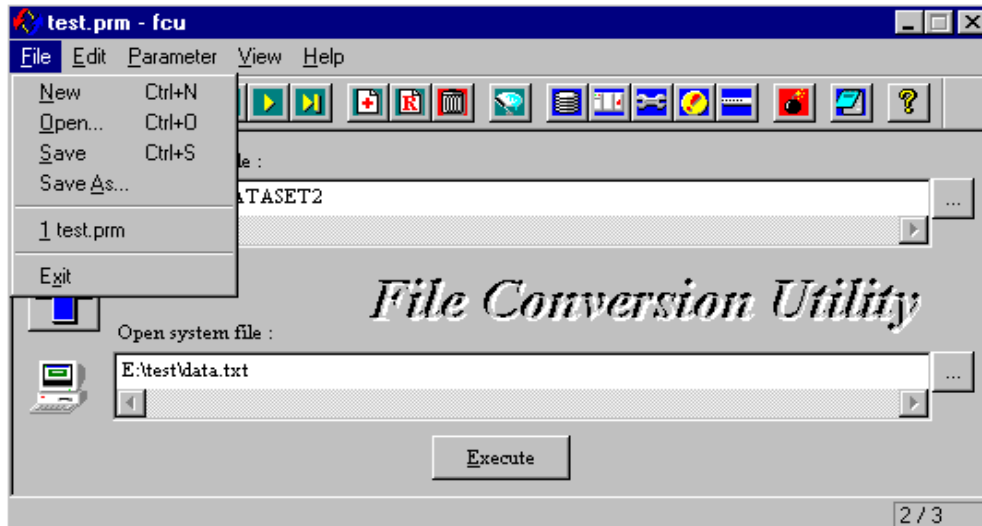 test.prm - fcu
File Edit Parameter View Help
New Ctrl+N
Open... Ctrl+O
Save Ctrl+S
Save As...
1 test.prm
Exit
le :
ATASET2
...
File Conversion Utility
Open system file :
E:\test\data.txt
...
Execute
2 / 3